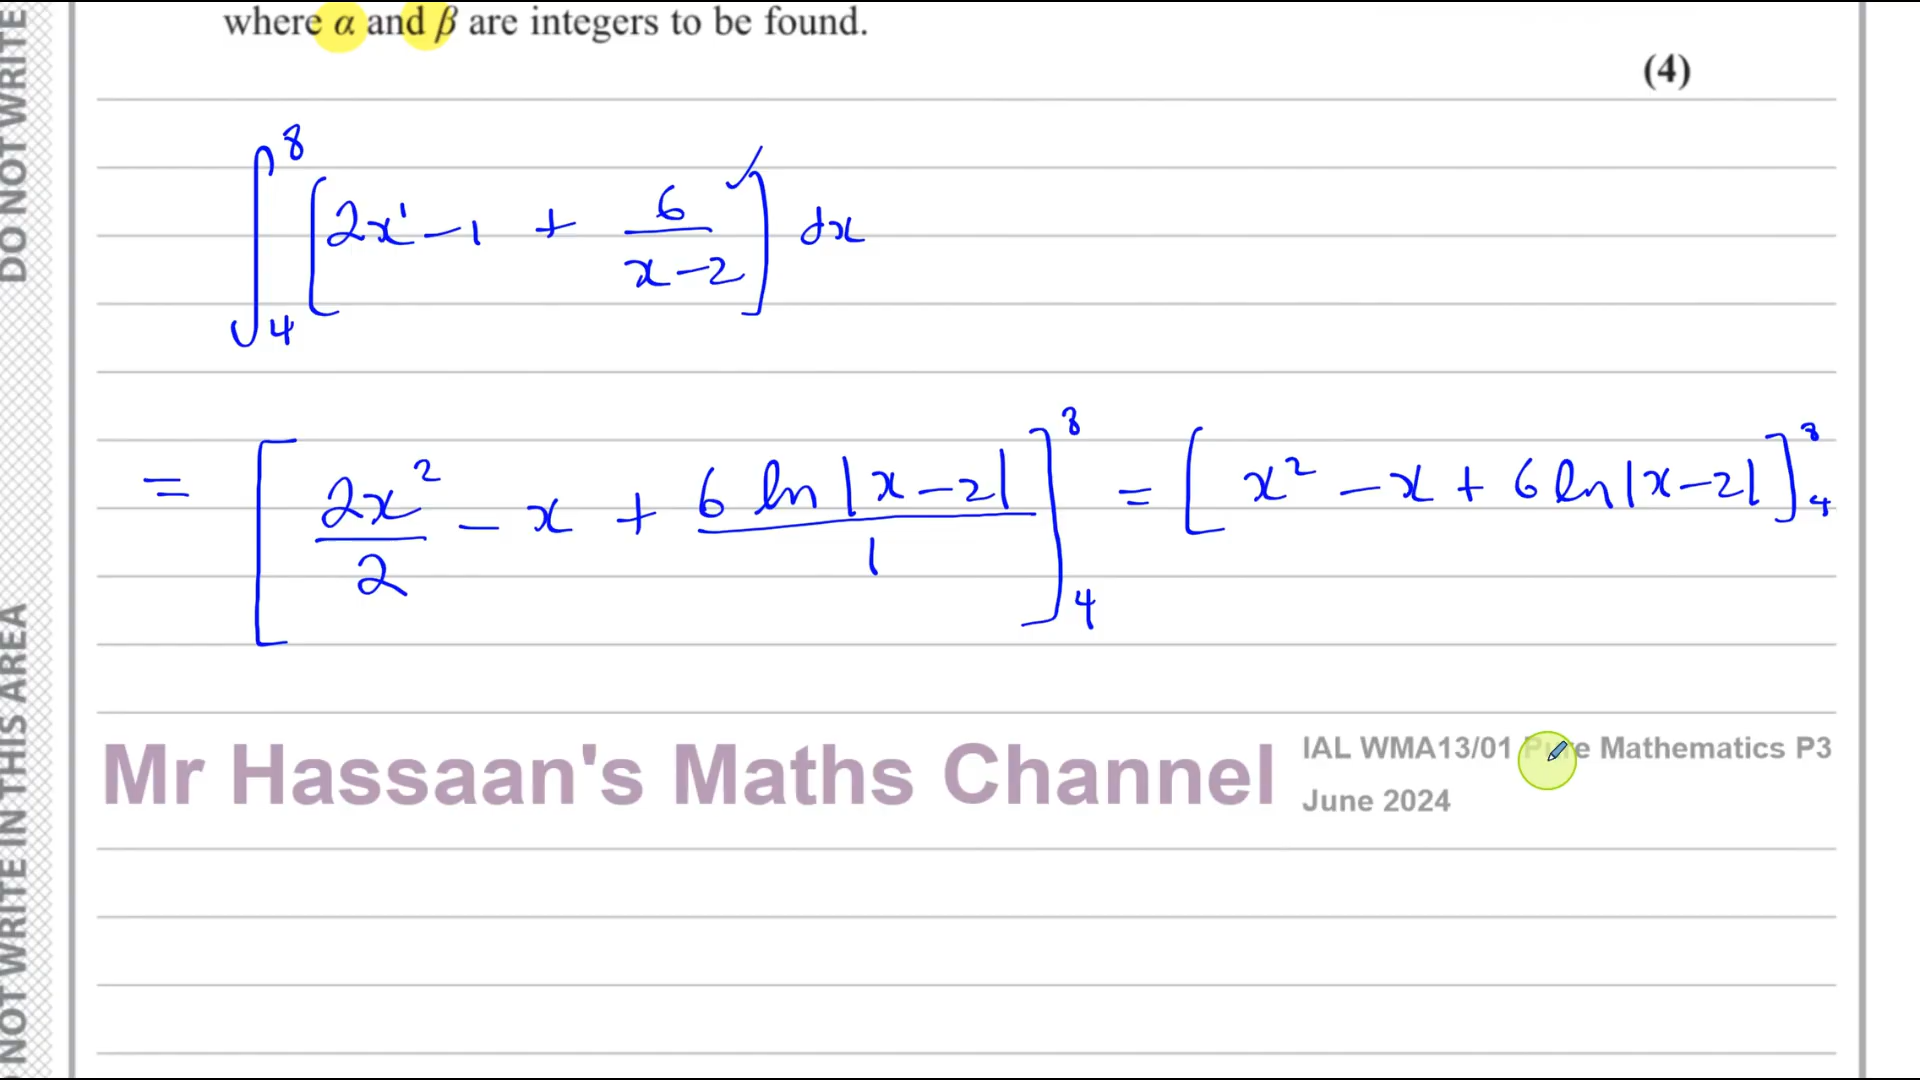 where α and β are integers to be found.
(4)
∫₄⁸ [2x¹ − 1 + 6/(x−2)] dx
= [2x²/2 − x + 6 ln|x−2|/1]₄⁸ = [x² − x + 6 ln|x−2|]₄⁸
Mr Hassaan's Maths Channel
IAL WMA13/01 Pure Mathematics P3
June 2024
DO NOT WRITE
NOT WRITE IN THIS AREA